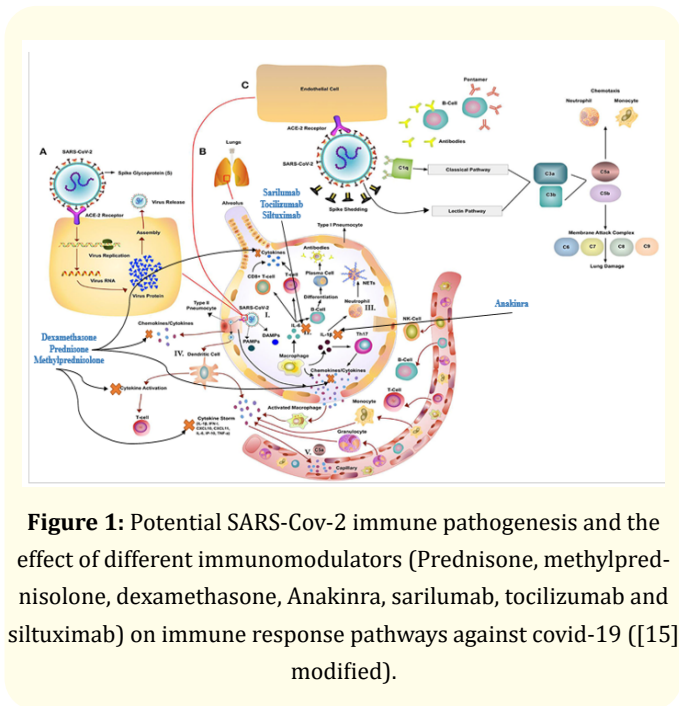 C
Endothelial Cell
ACE-2 Receptor
SARS-CoV-2
Spike Shedding
B-Cell
Pentamer
Antibodies
C1q
Classical Pathway
Lectin Pathway
C3a
C3b
Chemotasis
Neutrophil
Monocyte
C5a
C5b
Membrane Attack Complex
C6
C7
C8
C9
Lung Damage
A
SARS-CoV-2
Spike Glycoprotein (S)
ACE-2 Receptor
Virus Release
Assembly
Virus Replication
Virus RNA
Virus Protein
B
Lungs
Alveolus
Sarilumab
Tocilizumab
Siltuximab
Type I Pneumocyte
Cytokines
Antibodies
CD8+ T-cell
T-cell
Plasma Cell
NETs
Differentiation
B-Cell
Neutrophil
III.
Type II
Pneumocyte
SARS-CoV-2
I.
IL-6
II.
IL-1β
Th17
PAMPs
DAMPs
Macrophage
Chemokines/Cytokines
Anakinra
Dexamethasone
Prednisone
Methylprednisolone
Chemokines/Cytokines
IV.
Dendritic Cell
Cytokine Activation
T-cell
Cytokine Storm
Activated Macrophage
Monocyte
Granulocyte
V.
C5a
Capillary
NK-Cell
B-Cell
T-Cell
Figure 1: Potential SARS-Cov-2 immune pathogenesis and the
effect of different immunomodulators (Prednisone, methylpred-
nisolone, dexamethasone, Anakinra, sarilumab, tocilizumab and
siltuximab) on immune response pathways against covid-19 ([15]
modified).